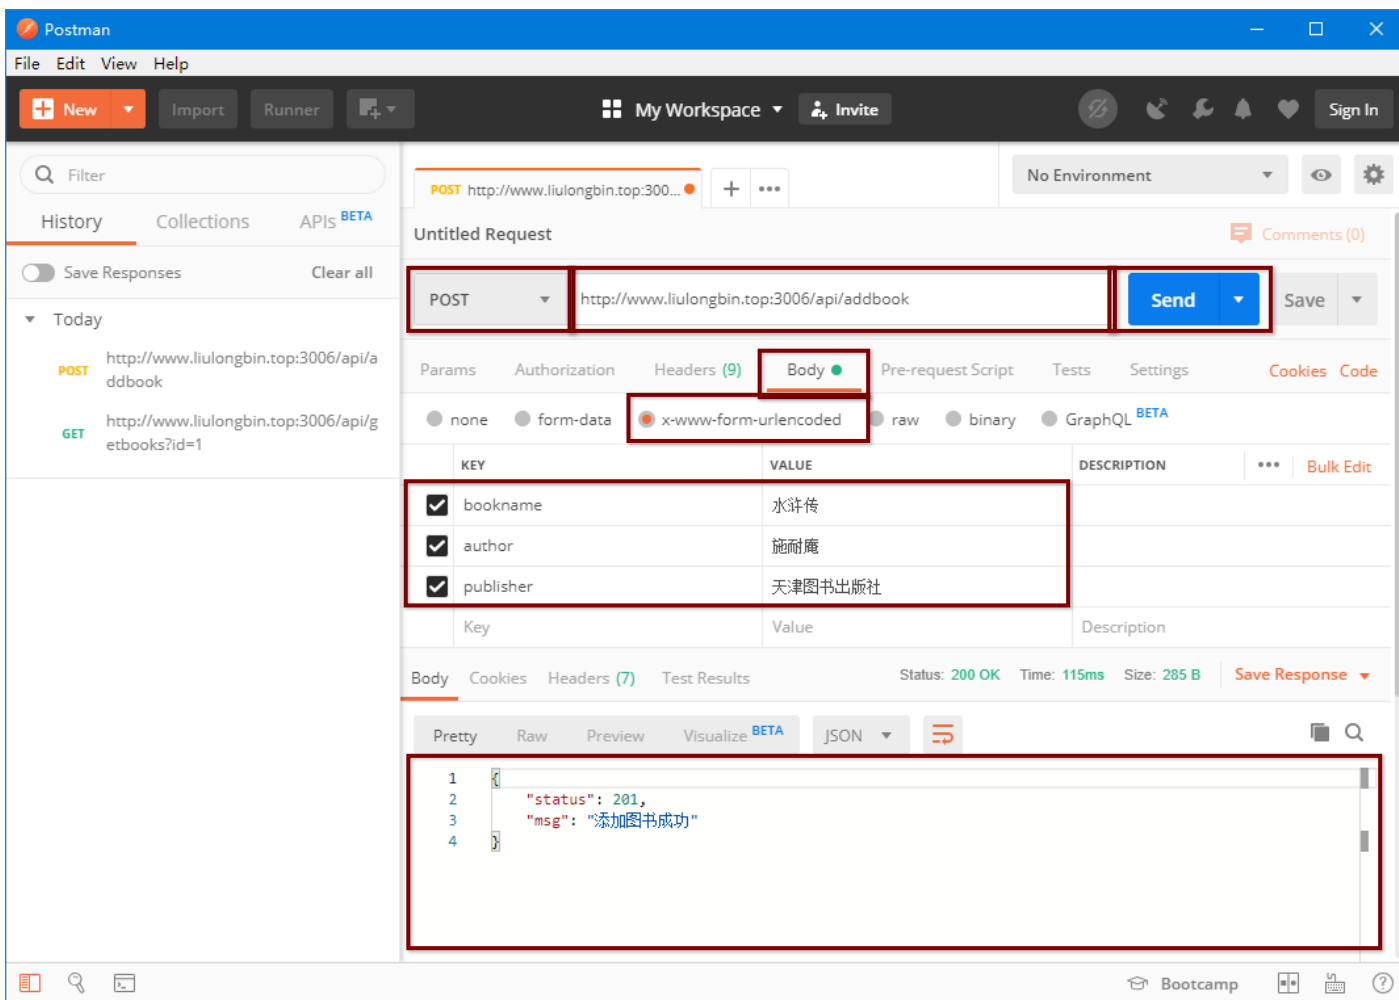 Postman
File Edit View Help
New Import Runner My Workspace Invite Sign In
Filter
History Collections APIs BETA
Save Responses Clear all
Today
POST http://www.liulongbin.top:3006/api/a
ddbook
GET http://www.liulongbin.top:3006/api/g
etbooks?id=1
POST http://www.liulongbin.top:300...
No Environment
Untitled Request Comments (0)
POST http://www.liulongbin.top:3006/api/addbook Send Save
Params Authorization Headers (9) Body Pre-request Script Tests Settings Cookies Code
none form-data x-www-form-urlencoded raw binary GraphQL BETA
KEY VALUE DESCRIPTION Bulk Edit
bookname 水浒传
author 施耐庵
publisher 天津图书出版社
Key Value Description
Body Cookies Headers (7) Test Results Status: 200 OK Time: 115ms Size: 285 B Save Response
Pretty Raw Preview Visualize BETA JSON
1 {
2 "status": 201,
3 "msg": "添加图书成功"
4 }
Bootcamp